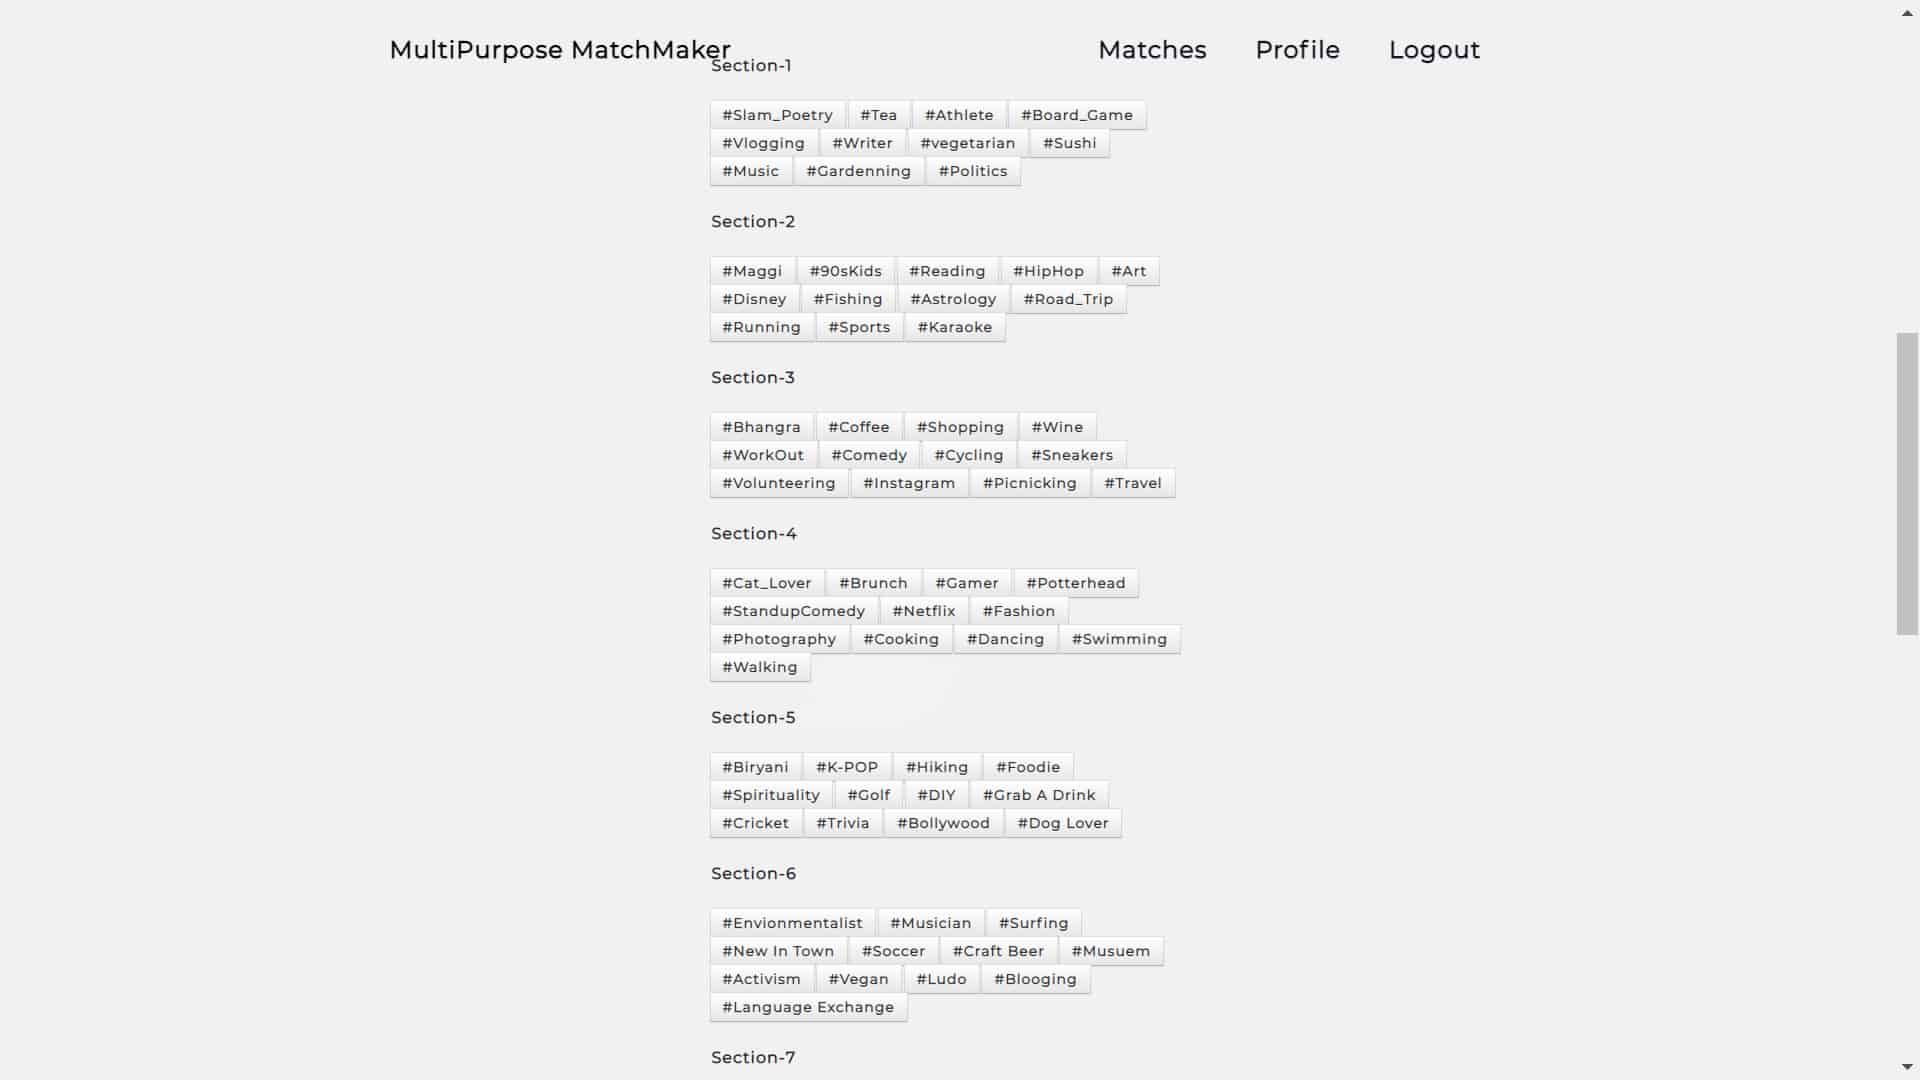 MultiPurpose MatchMaker Matches Profile Logout
Section-1
#Slam_Poetry #Tea #Athlete #Board_Game
#Vlogging #Writer #vegetarian #Sushi
#Music #Gardenning #Politics
Section-2
#Maggi #90sKids #Reading #HipHop #Art
#Disney #Fishing #Astrology #Road_Trip
#Running #Sports #Karaoke
Section-3
#Bhangra #Coffee #Shopping #Wine
#WorkOut #Comedy #Cycling #Sneakers
#Volunteering #Instagram #Picnicking #Travel
Section-4
#Cat_Lover #Brunch #Gamer #Potterhead
#StandupComedy #Netflix #Fashion
#Photography #Cooking #Dancing #Swimming
#Walking
Section-5
#Biryani #K-POP #Hiking #Foodie
#Spirituality #Golf #DIY #Grab A Drink
#Cricket #Trivia #Bollywood #Dog Lover
Section-6
#Envionmentalist #Musician #Surfing
#New In Town #Soccer #Craft Beer #Musuem
#Activism #Vegan #Ludo #Blooging
#Language Exchange
Section-7